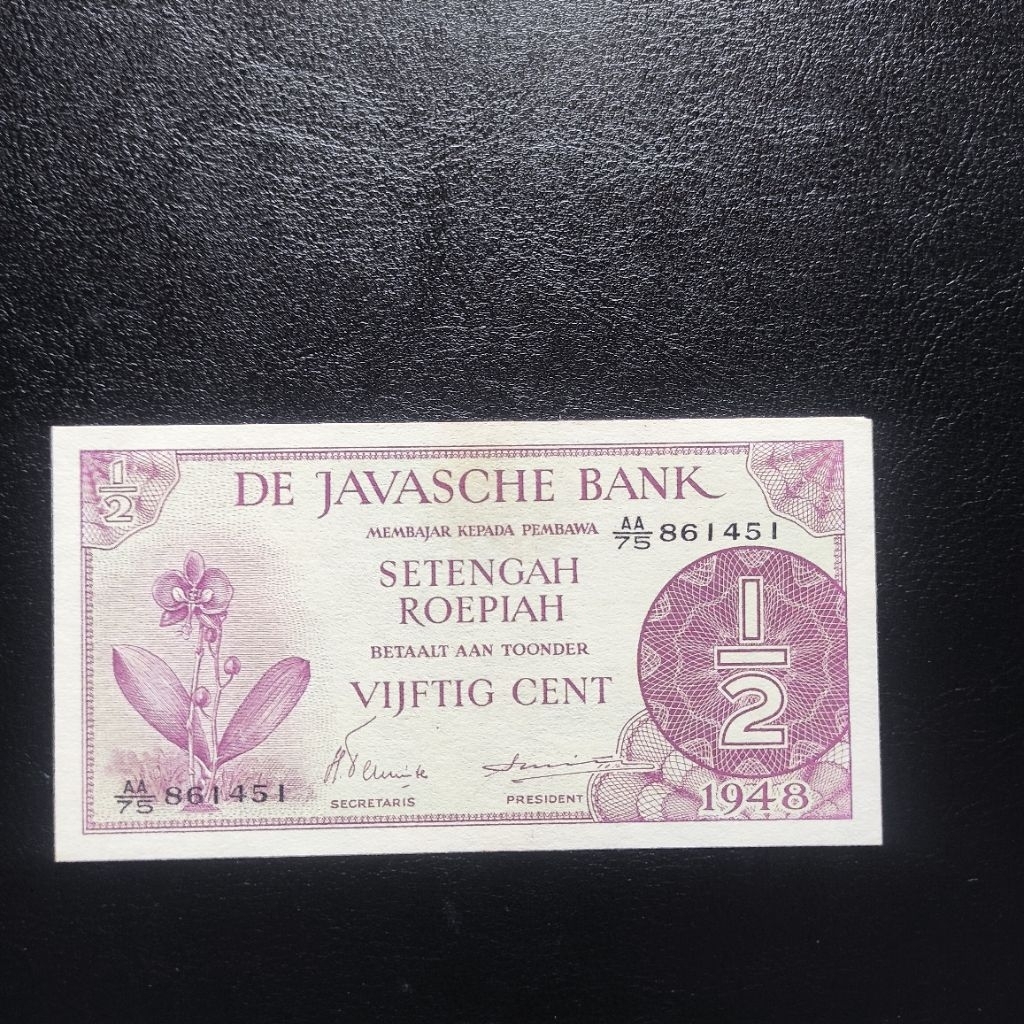 1/2
DE JAVASCHE BANK
MEMBAJAR KEPADA PEMBAWA
AA/75 861451
SETENGAH
ROEPIAH
BETAALT AAN TOONDER
VIJFTIG CENT
1/2
AA/75 861451
SECRETARIS
PRESIDENT
1948